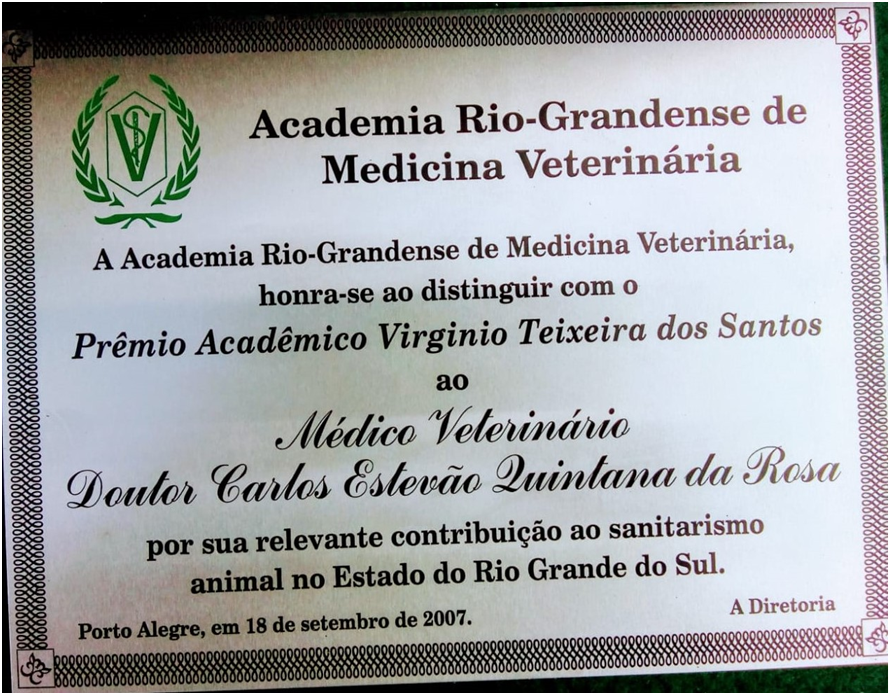 Academia Rio-Grandense de
Medicina Veterinária
A Academia Rio-Grandense de Medicina Veterinária,
honra-se ao distinguir com o
Prêmio Acadêmico Virginio Teixeira dos Santos
ao
Médico Veterinário
Doutor Carlos Estevão Quintana da Rosa
por sua relevante contribuição ao sanitarismo
animal no Estado do Rio Grande do Sul.
A Diretoria
Porto Alegre, em 18 de setembro de 2007.